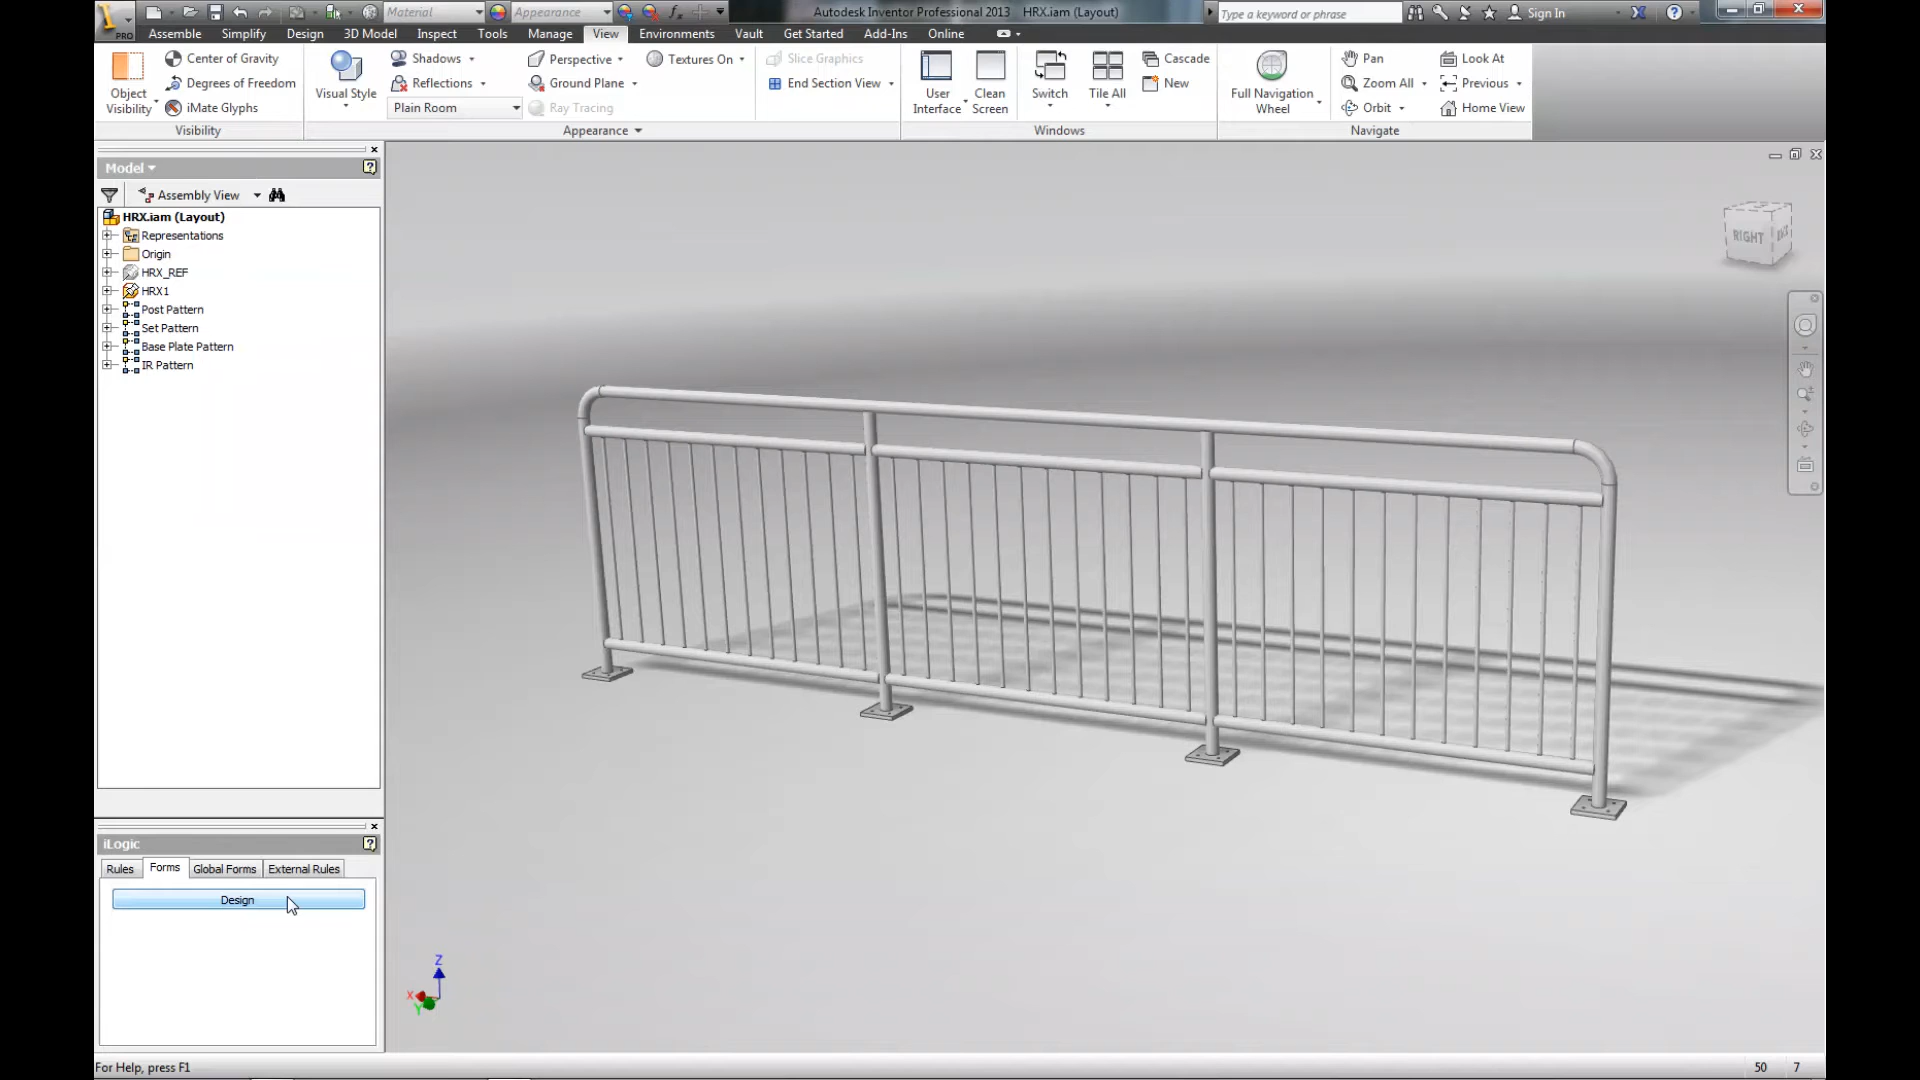 Material
Appearance
Autodesk Inventor Professional 2013 HRX.iam (Layout)
Type a keyword or phrase
Sign In
PRO
Assemble Simplify Design 3D Model Inspect Tools Manage View Environments Vault Get Started Add-Ins Online
Object Visibility
Center of Gravity
Degrees of Freedom
iMate Glyphs
Visibility
Visual Style
Shadows
Reflections
Plain Room
Perspective
Ground Plane
Ray Tracing
Textures On
Appearance
Slice Graphics
End Section View
User Interface
Clean Screen
Switch
Tile All
Cascade
New
Windows
Full Navigation Wheel
Pan
Zoom All
Orbit
Look At
Previous
Home View
Navigate
Model
Assembly View
HRX.iam (Layout)
Representations
Origin
HRX_REF
HRX1
Post Pattern
Set Pattern
Base Plate Pattern
IR Pattern
RIGHT
iLogic
Rules Forms Global Forms External Rules
Design
Z
X
Y
For Help, press F1
50 7